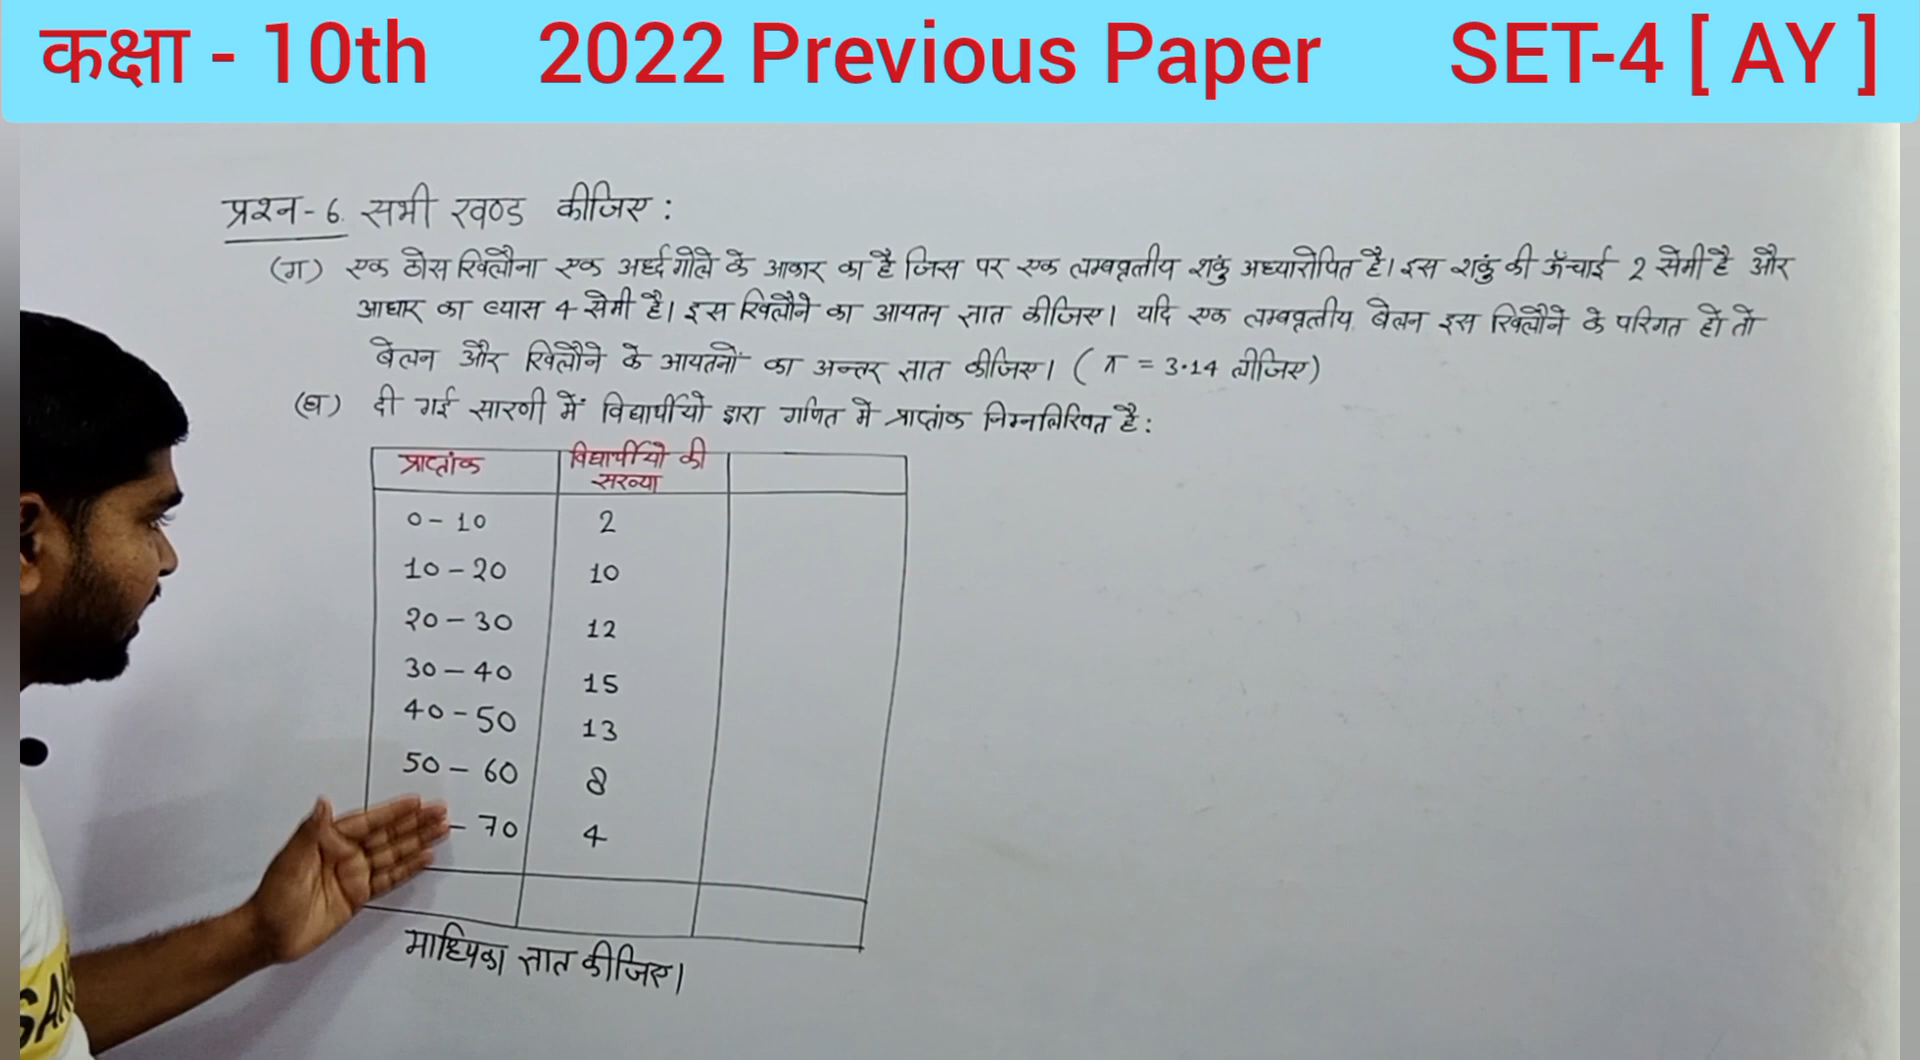 कक्षा - 10th 2022 Previous Paper SET-4 [ AY ]
प्रश्न-6. सभी खण्ड कीजिए :
(ग) एक ठोस खिलौना एक अर्द्धगोले के आकार का है जिस पर एक लम्बवृत्तीय शकुं अध्यारोपित है। इस शकुं की ऊँचाई 2 सेमी है और
आधार का व्यास 4 सेमी है। इस खिलौने का आयतन ज्ञात कीजिए। यदि एक लम्बवृत्तीय बेलन इस खिलौने के परिगत हो तो
बेलन और खिलौने के आयतनों का अन्तर ज्ञात कीजिए। ( π = 3.14 लीजिए)
(घ) दी गई सारणी में विद्यार्थीयो द्वारा गणित मे प्राप्तांक निम्नलिखित है :
प्राप्तांक विद्यार्थीयो की
सख्या
0 - 10 2
10 - 20 10
20 - 30 12
30 - 40 15
40 - 50 13
50 - 60 8
- 70 4
माध्यिका ज्ञात कीजिए।